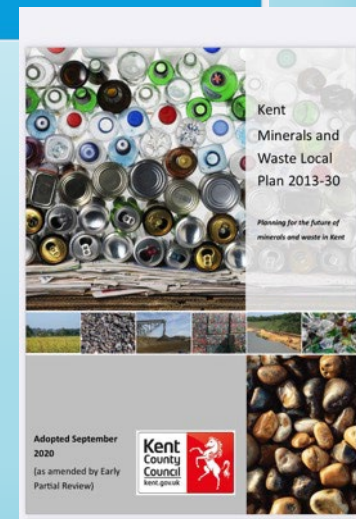 Kent
Minerals and
Waste Local
Plan 2013-30
Planning for the future of
minerals and waste in Kent
Adopted September
2020
(as amended by Early
Partial Review)
Kent
County
Council
kent.gov.uk